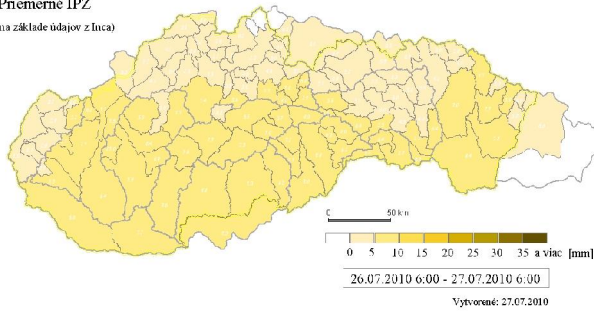 Priemerné IPZ
na základe údajov z Inca)
0 50 km
0 5 10 15 20 25 30 35 a viac [mm]
26.07.2010 6:00 - 27.07.2010 6:00
Vytvorené: 27.07.2010